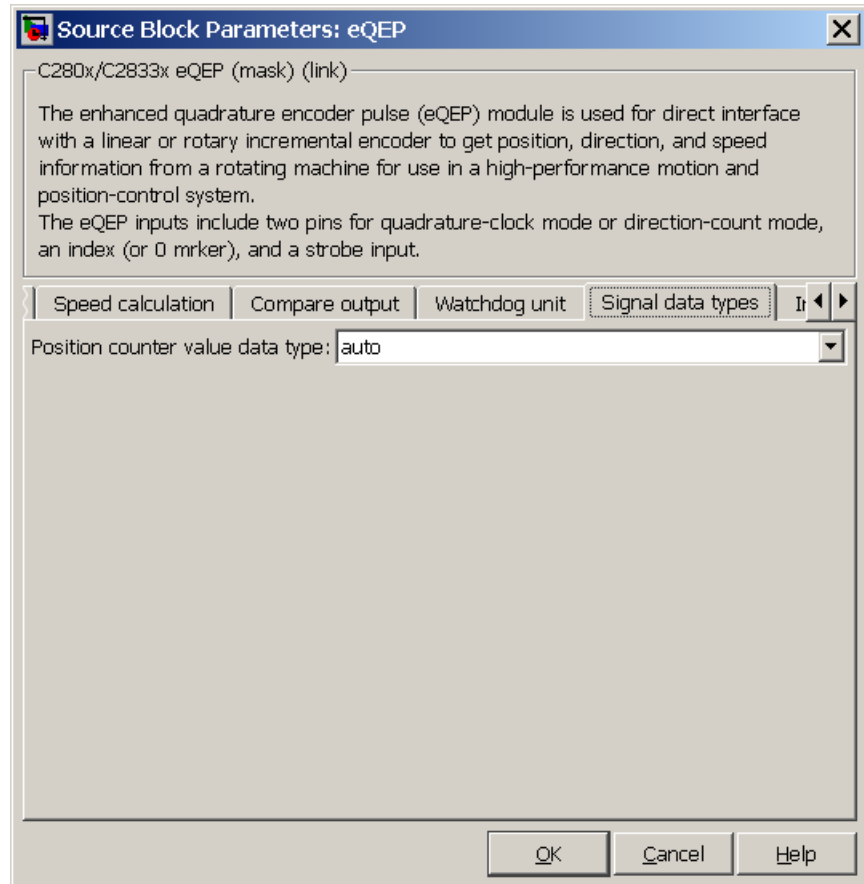 Source Block Parameters: eQEP
C280x/C2833x eQEP (mask) (link)
The enhanced quadrature encoder pulse (eQEP) module is used for direct interface
with a linear or rotary incremental encoder to get position, direction, and speed
information from a rotating machine for use in a high-performance motion and
position-control system.
The eQEP inputs include two pins for quadrature-clock mode or direction-count mode,
an index (or 0 mrker), and a strobe input.
Speed calculation Compare output Watchdog unit Signal data types
Position counter value data type: auto
OK Cancel Help